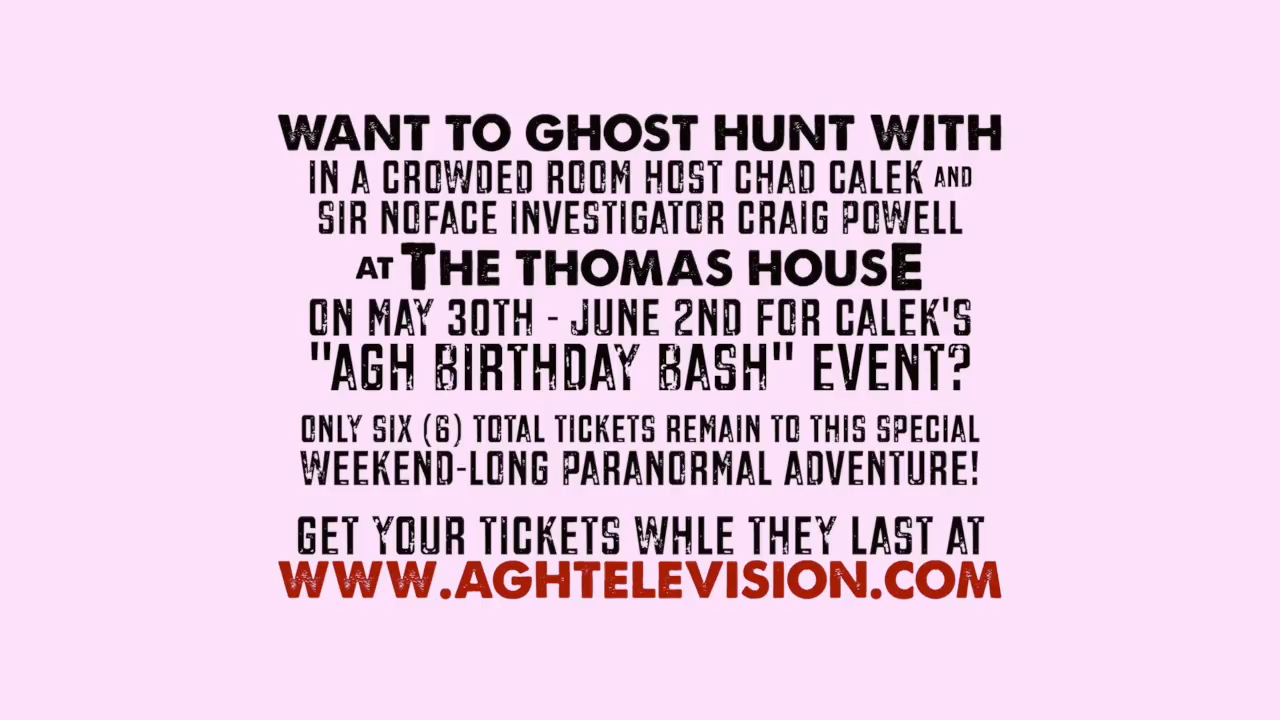 WANT TO GHOST HUNT WITH
IN A CROWDED ROOM HOST CHAD CALEK AND
SIR NOFACE INVESTIGATOR CRAIG POWELL
AT THE THOMAS HOUSE
ON MAY 30TH - JUNE 2ND FOR CALEK'S
"AGH BIRTHDAY BASH" EVENT?
ONLY SIX (6) TOTAL TICKETS REMAIN TO THIS SPECIAL
WEEKEND-LONG PARANORMAL ADVENTURE!
GET YOUR TICKETS WHLE THEY LAST AT
WWW.AGHTELEVISION.COM